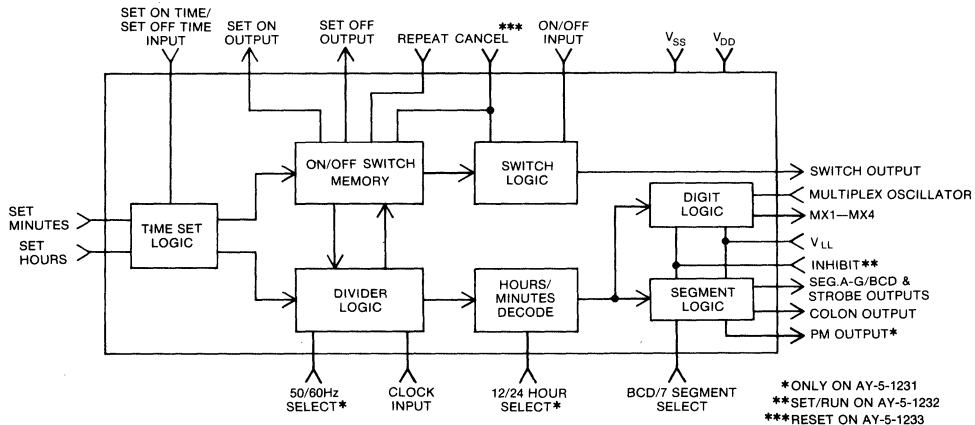 SET ON TIME/
SET OFF TIME
INPUT
SET ON
OUTPUT
SET OFF
OUTPUT
REPEAT CANCEL***
ON/OFF
INPUT
VSS
VDD
ON/OFF SWITCH
MEMORY
SWITCH
LOGIC
SWITCH OUTPUT
DIGIT
LOGIC
MULTIPLEX OSCILLATOR
MX1—MX4
SET
MINUTES
SET
HOURS
TIME SET
LOGIC
VLL
INHIBIT**
DIVIDER
LOGIC
HOURS/
MINUTES
DECODE
SEGMENT
LOGIC
SEG.A-G/BCD &
STROBE OUTPUTS
COLON OUTPUT
PM OUTPUT*
50/60Hz
SELECT*
CLOCK
INPUT
12/24 HOUR
SELECT*
BCD/7 SEGMENT
SELECT
*ONLY ON AY-5-1231
**SET/RUN ON AY-5-1232
***RESET ON AY-5-1233